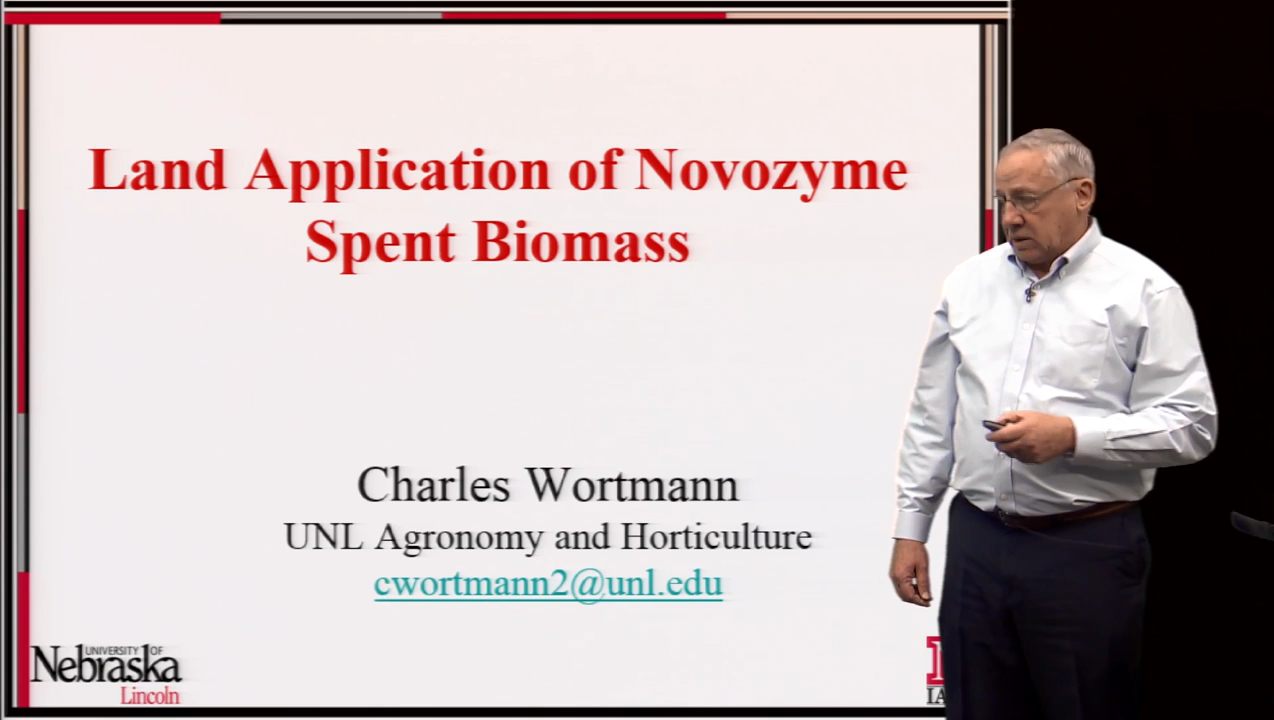 Land Application of Novozyme
Spent Biomass
Charles Wortmann
UNL Agronomy and Horticulture
cwortmann2@unl.edu
UNIVERSITY OF
Nebraska
Lincoln
IA